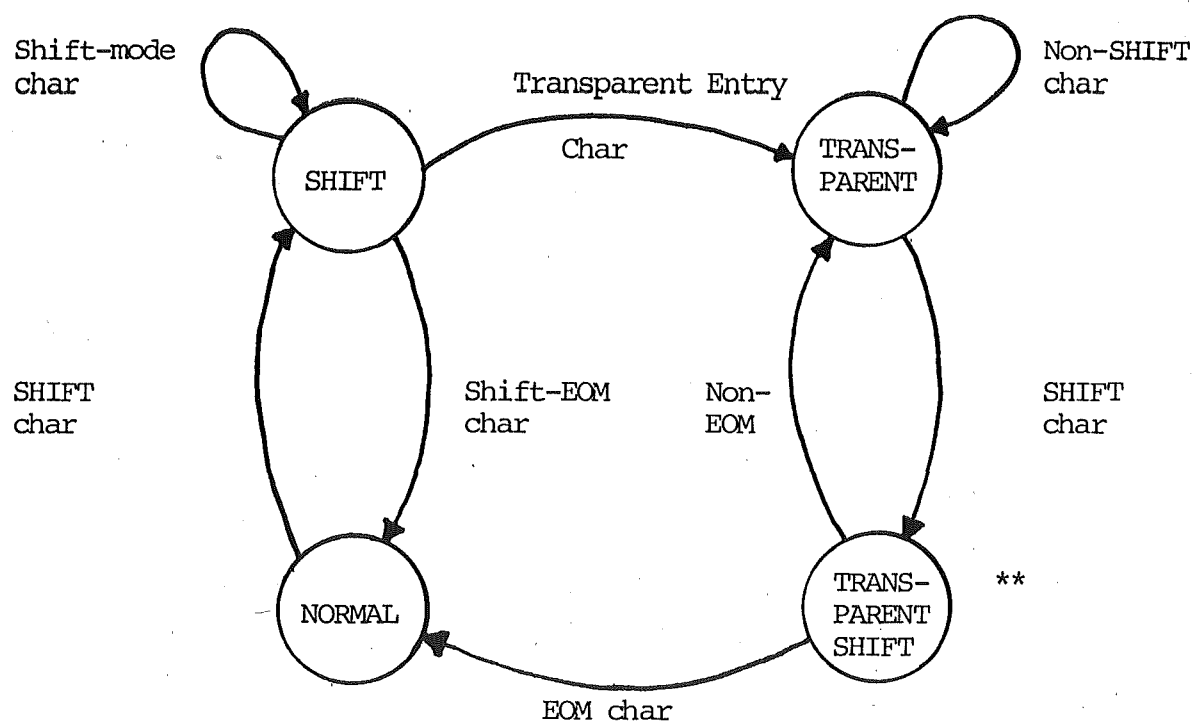 Shift-mode
char
Transparent Entry
Char
Non-SHIFT
char
SHIFT
TRANS-
PARENT
SHIFT
char
Shift-EOM
char
Non-
EOM
SHIFT
char
NORMAL
TRANS-
PARENT
SHIFT
**
EOM char